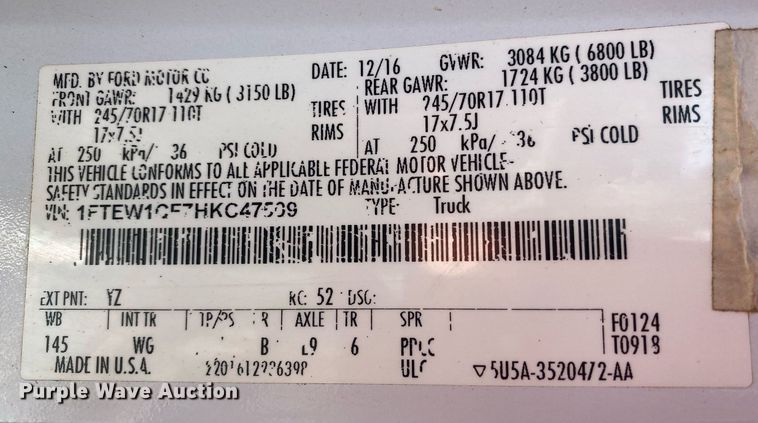 MFD. BY FORD MOTOR CO
DATE: 12/16 GVWR: 3084 KG (6800 LB)
FRONT GAWR: 1429 KG (3150 LB)
REAR GAWR: 1724 KG (3800 LB)
WITH 245/70R17 110T TIRES
WITH 245/70R17 110T TIRES
17x7.5J RIMS
17x7.5J RIMS
AT 250 kPa/ 36 PSI COLD
AT 250 kPa/ 36 PSI COLD
THIS VEHICLE CONFORMS TO ALL APPLICABLE FEDERAL MOTOR VEHICLE
SAFETY STANDARDS IN EFFECT ON THE DATE OF MANUFACTURE SHOWN ABOVE.
VIN: TYPE: Truck
EXT PNT: YZ RC: 52 DSO:
WB INT TR TP/PS R AXLE TR SPR
145 WG B L9 6
F0124
T0918
MADE IN U.S.A.
▽5U5A-3520472-AA
Purple Wave Auction